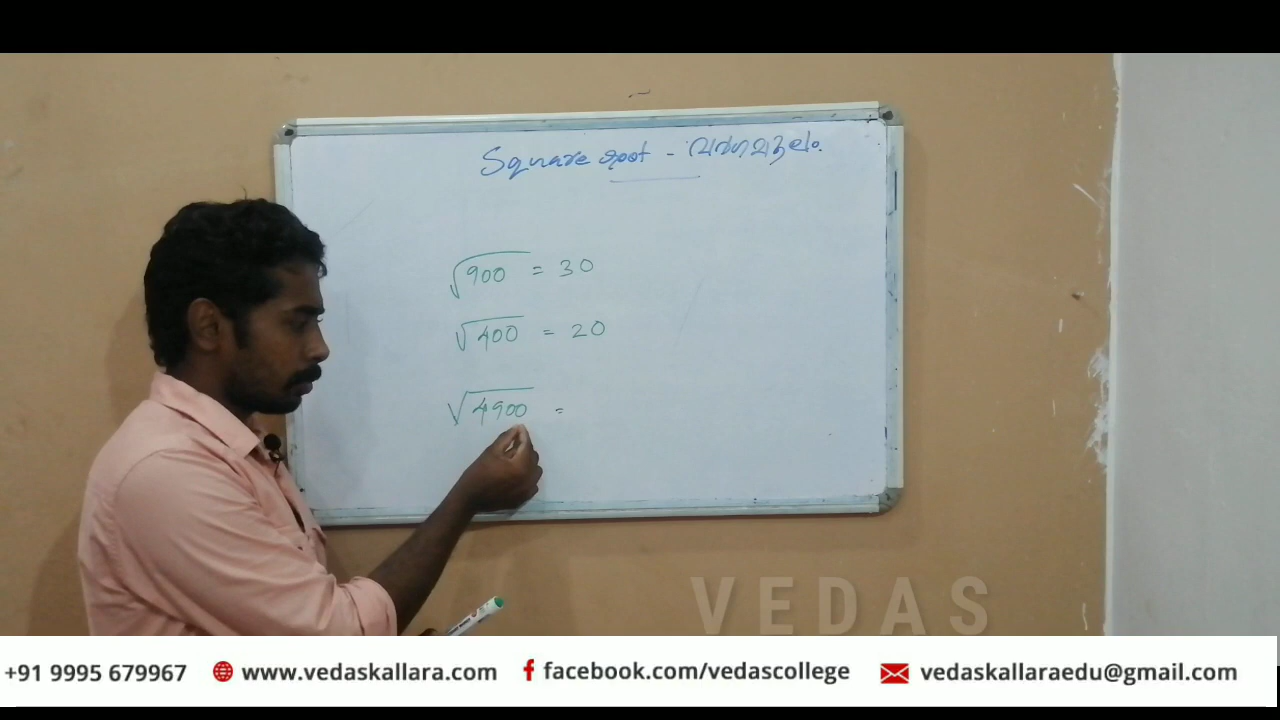 Square root - വർഗമൂലം.
√900 = 30
√400 = 20
√4900 =
VEDAS
+91 9995 679967 www.vedaskallara.com facebook.com/vedascollege vedaskallaraedu@gmail.com